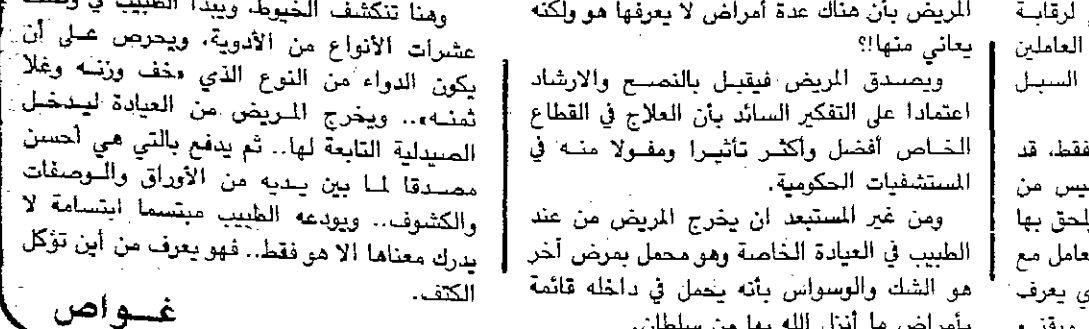 لرقابة
العاملين
السبل
فقط، قد
يس من
لحق بها
عامل مع
ي يعرف
المريض بأن هناك عدة أمراض لا يعرفها هو ولكنه
يعاني منها!؟
ويصدق المريض فيقبل بالنصح والارشاد
اعتمادا على التفكير السائد بأن العلاج في القطاع
الخاص أفضل وأكثر تأثيرا ومفولا منه في
المستشفيات الحكومية.
ومن غير المستبعد ان يخرج المريض من عند
الطبيب في العيادة الخاصة وهو محمل بمرض آخر
هو الشك والوسواس بأنه يحمل في داخله قائمة
بأمراض ما أنزل الله بها من سلطان.
وهنا تنكشف الخيوط، ويبدأ الطبيب في
عشرات الأنواع من الأدوية، ويحرص على أن
يكون الدواء من النوع الذي «خف وزنه وغلا
ثمنه».. ويخرج المريض من العيادة ليدخل
الصيدلية التابعة لها.. ثم يدفع بالتي هي أحسن
مصدقا لما بين يديه من الأوراق والوصفات
والكشوف.. ويودعه الطبيب مبتسما ابتسامة لا
يدرك معناها الا هو فقط.. فهو يعرف من أين تؤكل
الكتف.
غواص